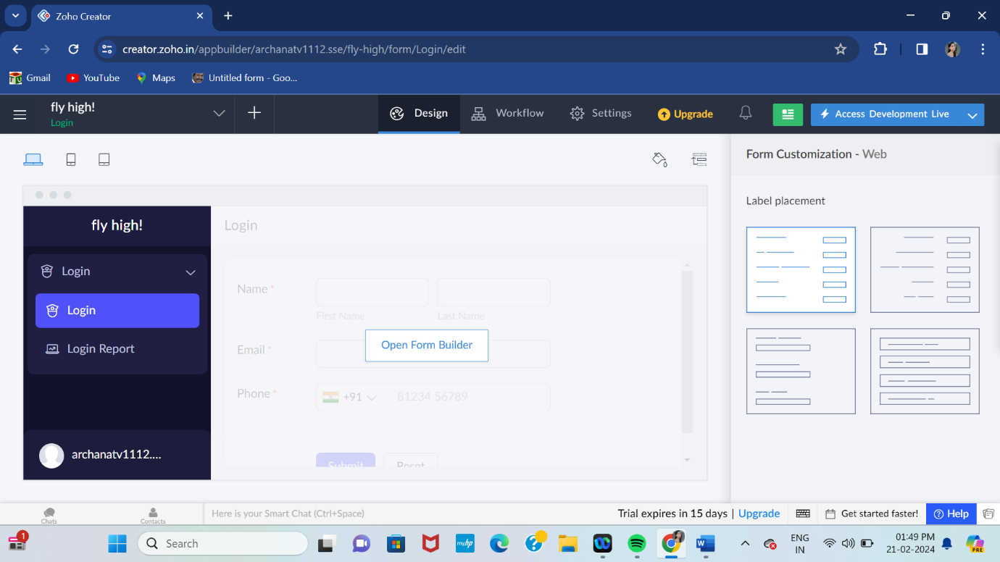 Zoho Creator
creator.zoho.in/appbuilder/archanatv1112.sse/fly-high/form/Login/edit
Gmail YouTube Maps Untitled form - Goo...
fly high!
Login
Design Workflow Settings Upgrade Access Development Live
Form Customization - Web
Label placement
fly high!
Login
Login
Login Report
archanatv1112....
Login
Name *
First Name Last Name
Open Form Builder
Email *
Phone * +91 81234 56789
Submit Reset
Chats Contacts Here is your Smart Chat (Ctrl+Space) Trial expires in 15 days | Upgrade Get started faster! Help
1 Search myhp ENG 01:49 PM PRE
IN 21-02-2024